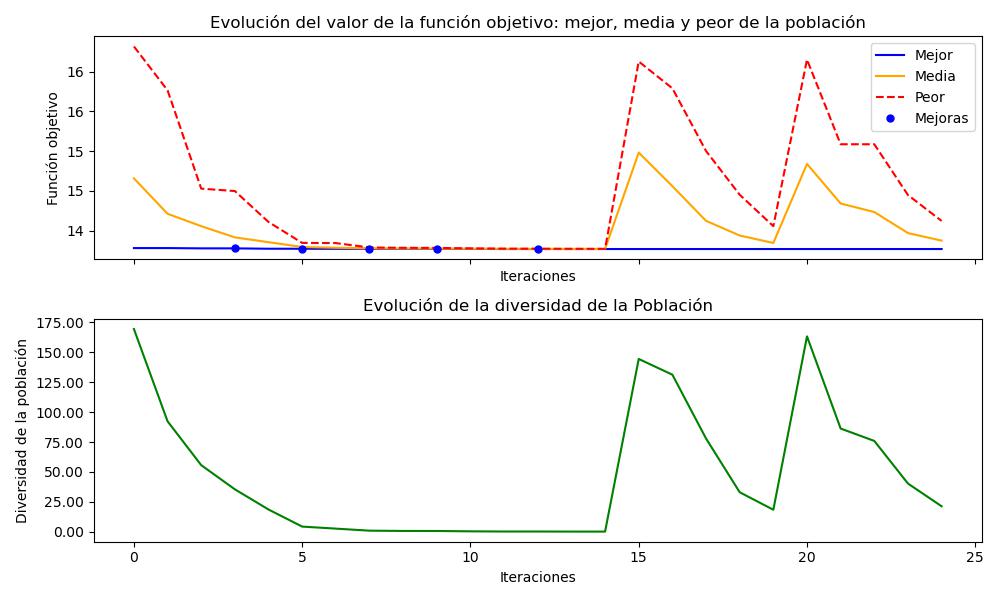 Evolución del valor de la función objetivo: mejor, media y peor de la población
Función objetivo
16
16
15
15
14
Mejor
Media
Peor
Mejoras
Iteraciones
Evolución de la diversidad de la Población
Diversidad de la población
175.00
150.00
125.00
100.00
75.00
50.00
25.00
0.00
0 5 10 15 20 25
Iteraciones